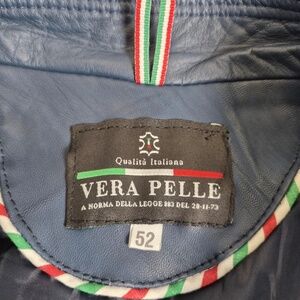 Qualità Italiana
VERA PELLE
A NORMA DELLA LEGGE 883 DEL 26-11-73
52